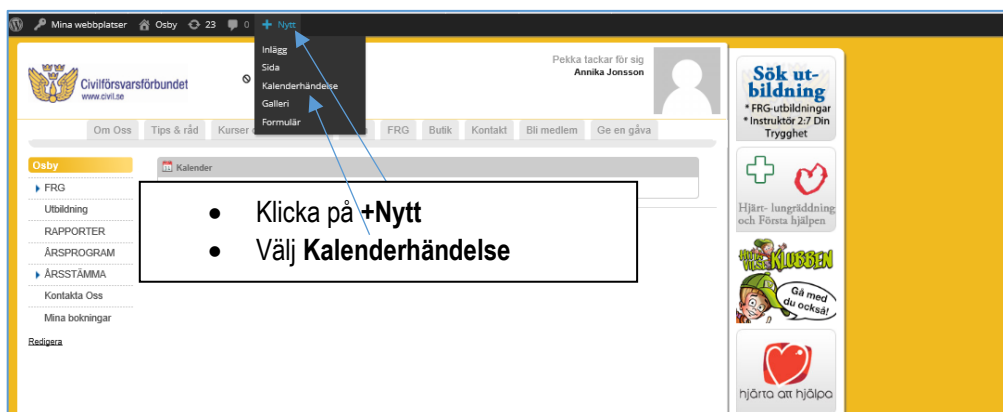 Mina webbplatser Osby 23 0 + Nytt
Inlägg
Sida
Kalenderhändelse
Galleri
Formulär
Civilförsvarsförbundet
www.civil.se
Pekka tackar för sig
Annika Jonsson
Om Oss Tips & råd Kurser FRG Butik Kontakt Bli medlem Ge en gåva
Osby
FRG
Utbildning
RAPPORTER
ÅRSPROGRAM
ÅRSSTÄMMA
Kontakta Oss
Mina bokningar
Redigera
Kalender
• Klicka på +Nytt
• Välj Kalenderhändelse
Sök ut-
bildning
* FRG-utbildningar
* Instruktör 2:7 Din
Trygghet
Hjärt- lungräddning
och Första hjälpen
KLUBBEN
Gå med
du också!
hjärta att hjälpa